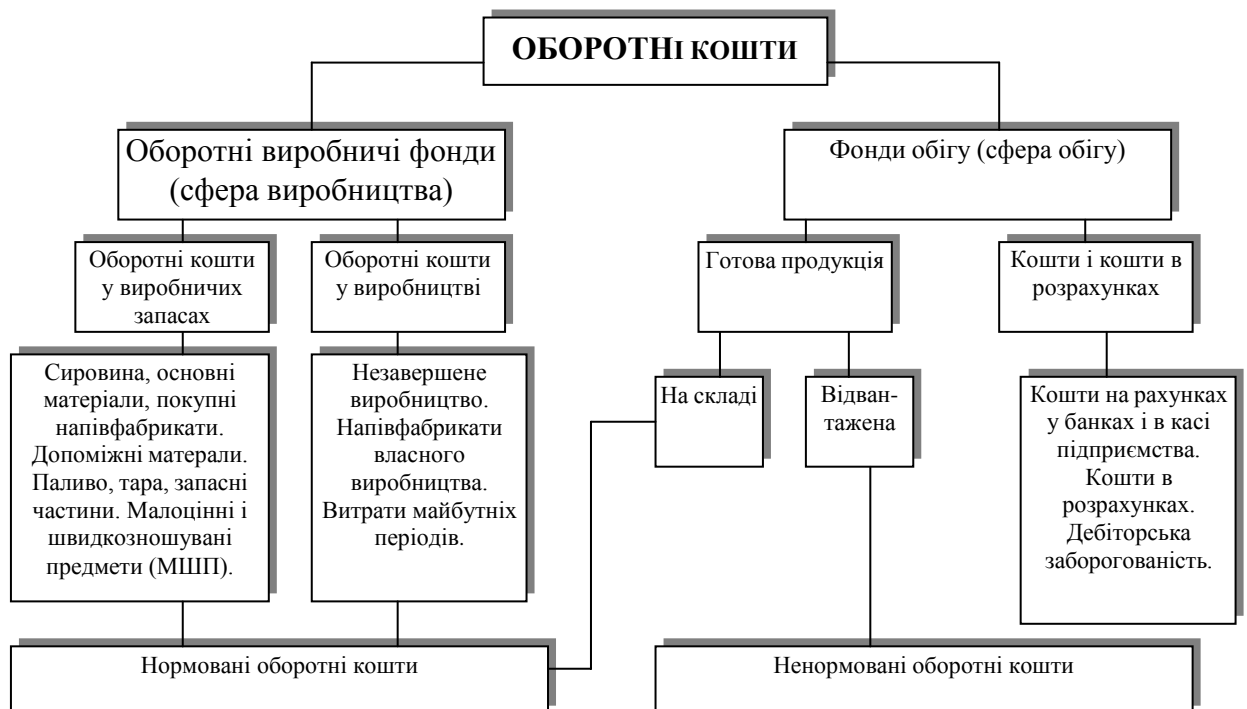 ОБОРОТНі КОШТИ
Оборотні виробничі фонди
(сфера виробництва)
Фонди обігу (сфера обігу)
Оборотні кошти
у виробничих
запасах
Оборотні кошти
у виробництві
Готова продукція
Кошти і кошти в
розрахунках
Сировина, основні
матеріали, покупні
напівфабрикати.
Допоміжні матерали.
Паливо, тара, запасні
частини. Малоцінні і
швидкозношувані
предмети (МШП).
Незавершене
виробництво.
Напівфабрикати
власного
виробництва.
Витрати майбутніх
періодів.
На складі
Відван-
тажена
Кошти на рахунках
у банках і в касі
підприємства.
Кошти в
розрахунках.
Дебіторська
заборогованість.
Нормовані оборотні кошти
Ненормовані оборотні кошти